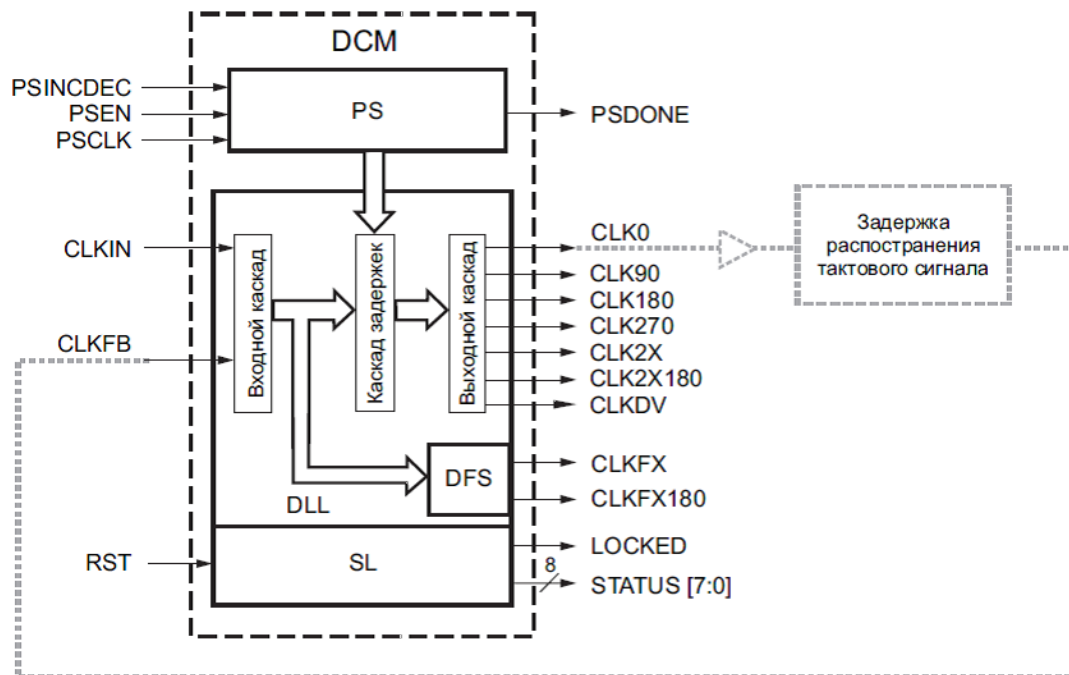 DCM
PSINCDEC
PSEN
PSCLK
PS
PSDONE
CLKIN
CLKFB
Входной каскад
Каскад задержек
Выходной каскад
CLK0
CLK90
CLK180
CLK270
CLK2X
CLK2X180
CLKDV
Задержка
распостранения
тактового сигнала
DFS
CLKFX
CLKFX180
DLL
RST
SL
LOCKED
8
STATUS [7:0]